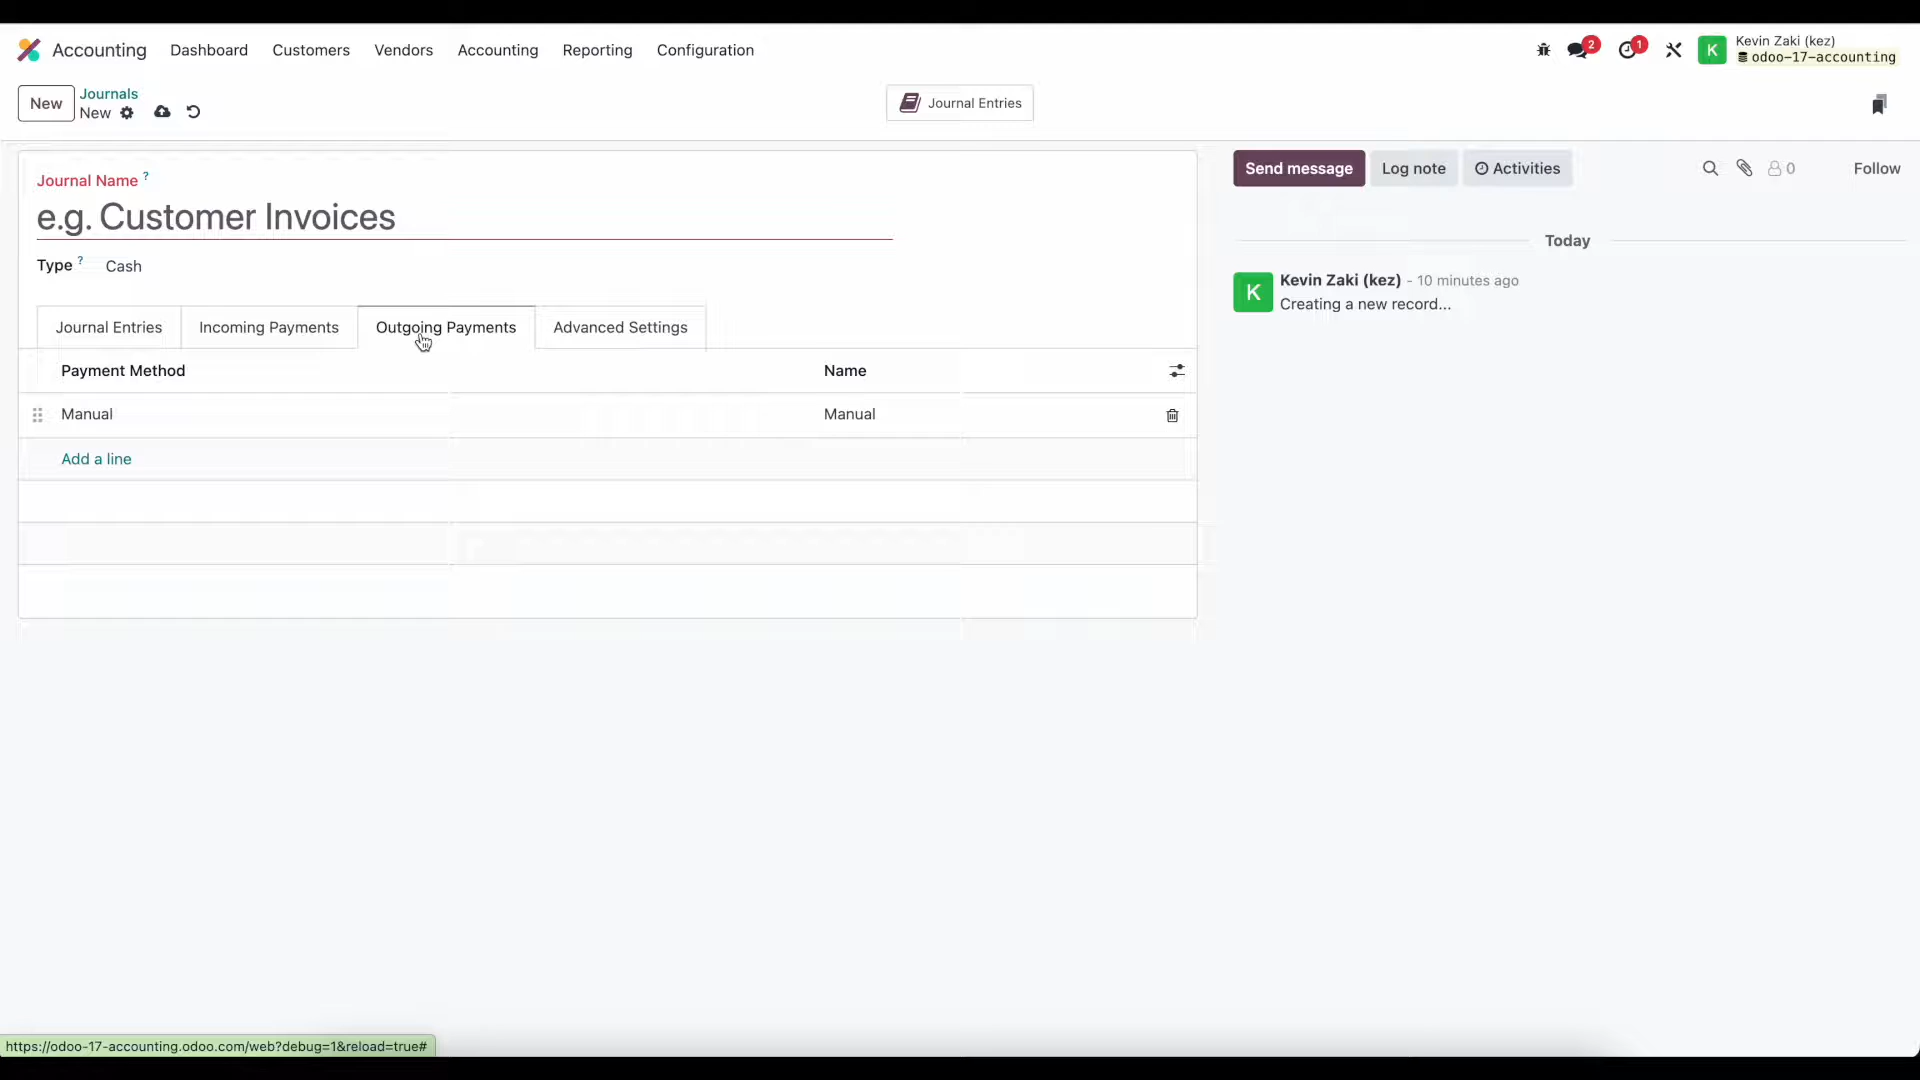 Accounting Dashboard Customers Vendors Accounting Reporting Configuration
2
1
K
Kevin Zaki (kez)
odoo-17-accounting
New
Journals
New
Journal Entries
Journal Name ?
e.g. Customer Invoices
Type ? Cash
Journal Entries Incoming Payments Outgoing Payments Advanced Settings
Payment Method Name
Manual Manual
Add a line
Send message Log note Activities 0 Follow
Today
K
Kevin Zaki (kez) - 10 minutes ago
Creating a new record...
https://odoo-17-accounting.odoo.com/web?debug=1&reload=true#